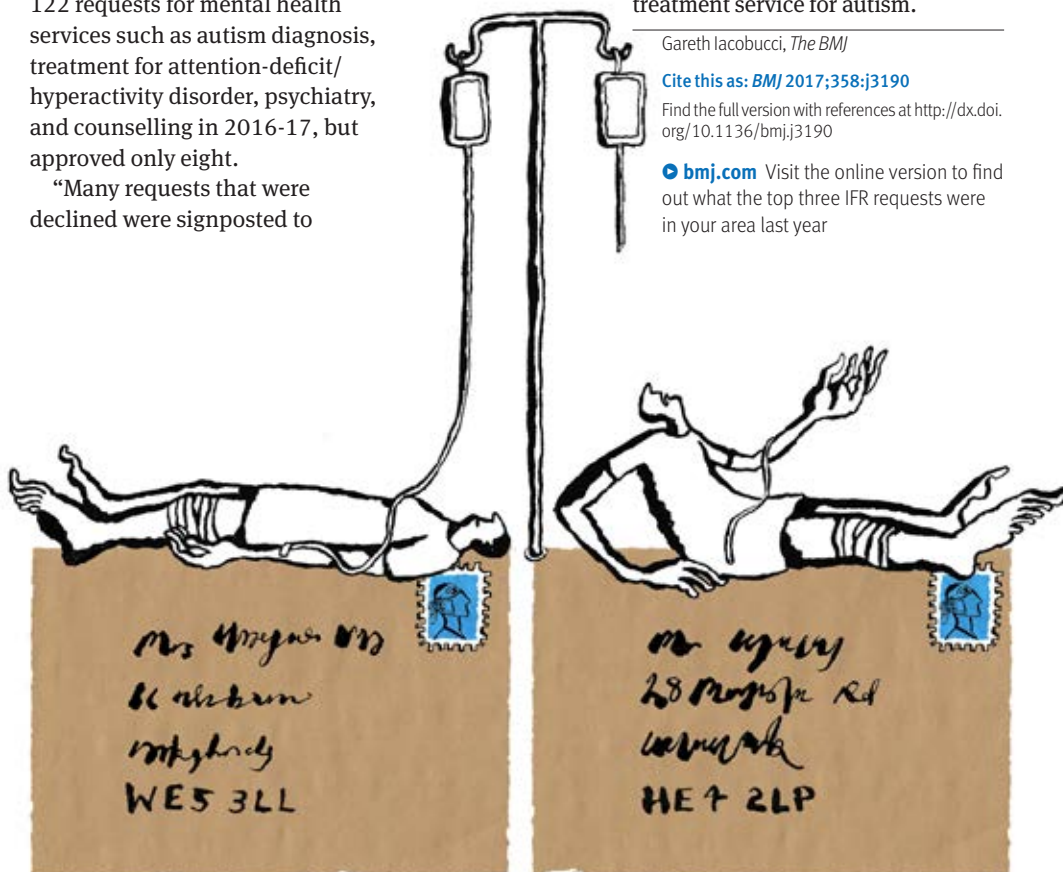 122 requests for mental health
services such as autism diagnosis,
treatment for attention-deficit/
hyperactivity disorder, psychiatry,
and counselling in 2016-17, but
approved only eight.
“Many requests that were
declined were signposted to
treatment service for autism.
Gareth Iacobucci, The BMJ
Cite this as: BMJ 2017;358:j3190
Find the full version with references at http://dx.doi.
org/10.1136/bmj.j3190
bmj.com Visit the online version to find
out what the top three IFR requests were
in your area last year
Mrs
WE5 3LL
Mr
28 Rd
HE7 2LP